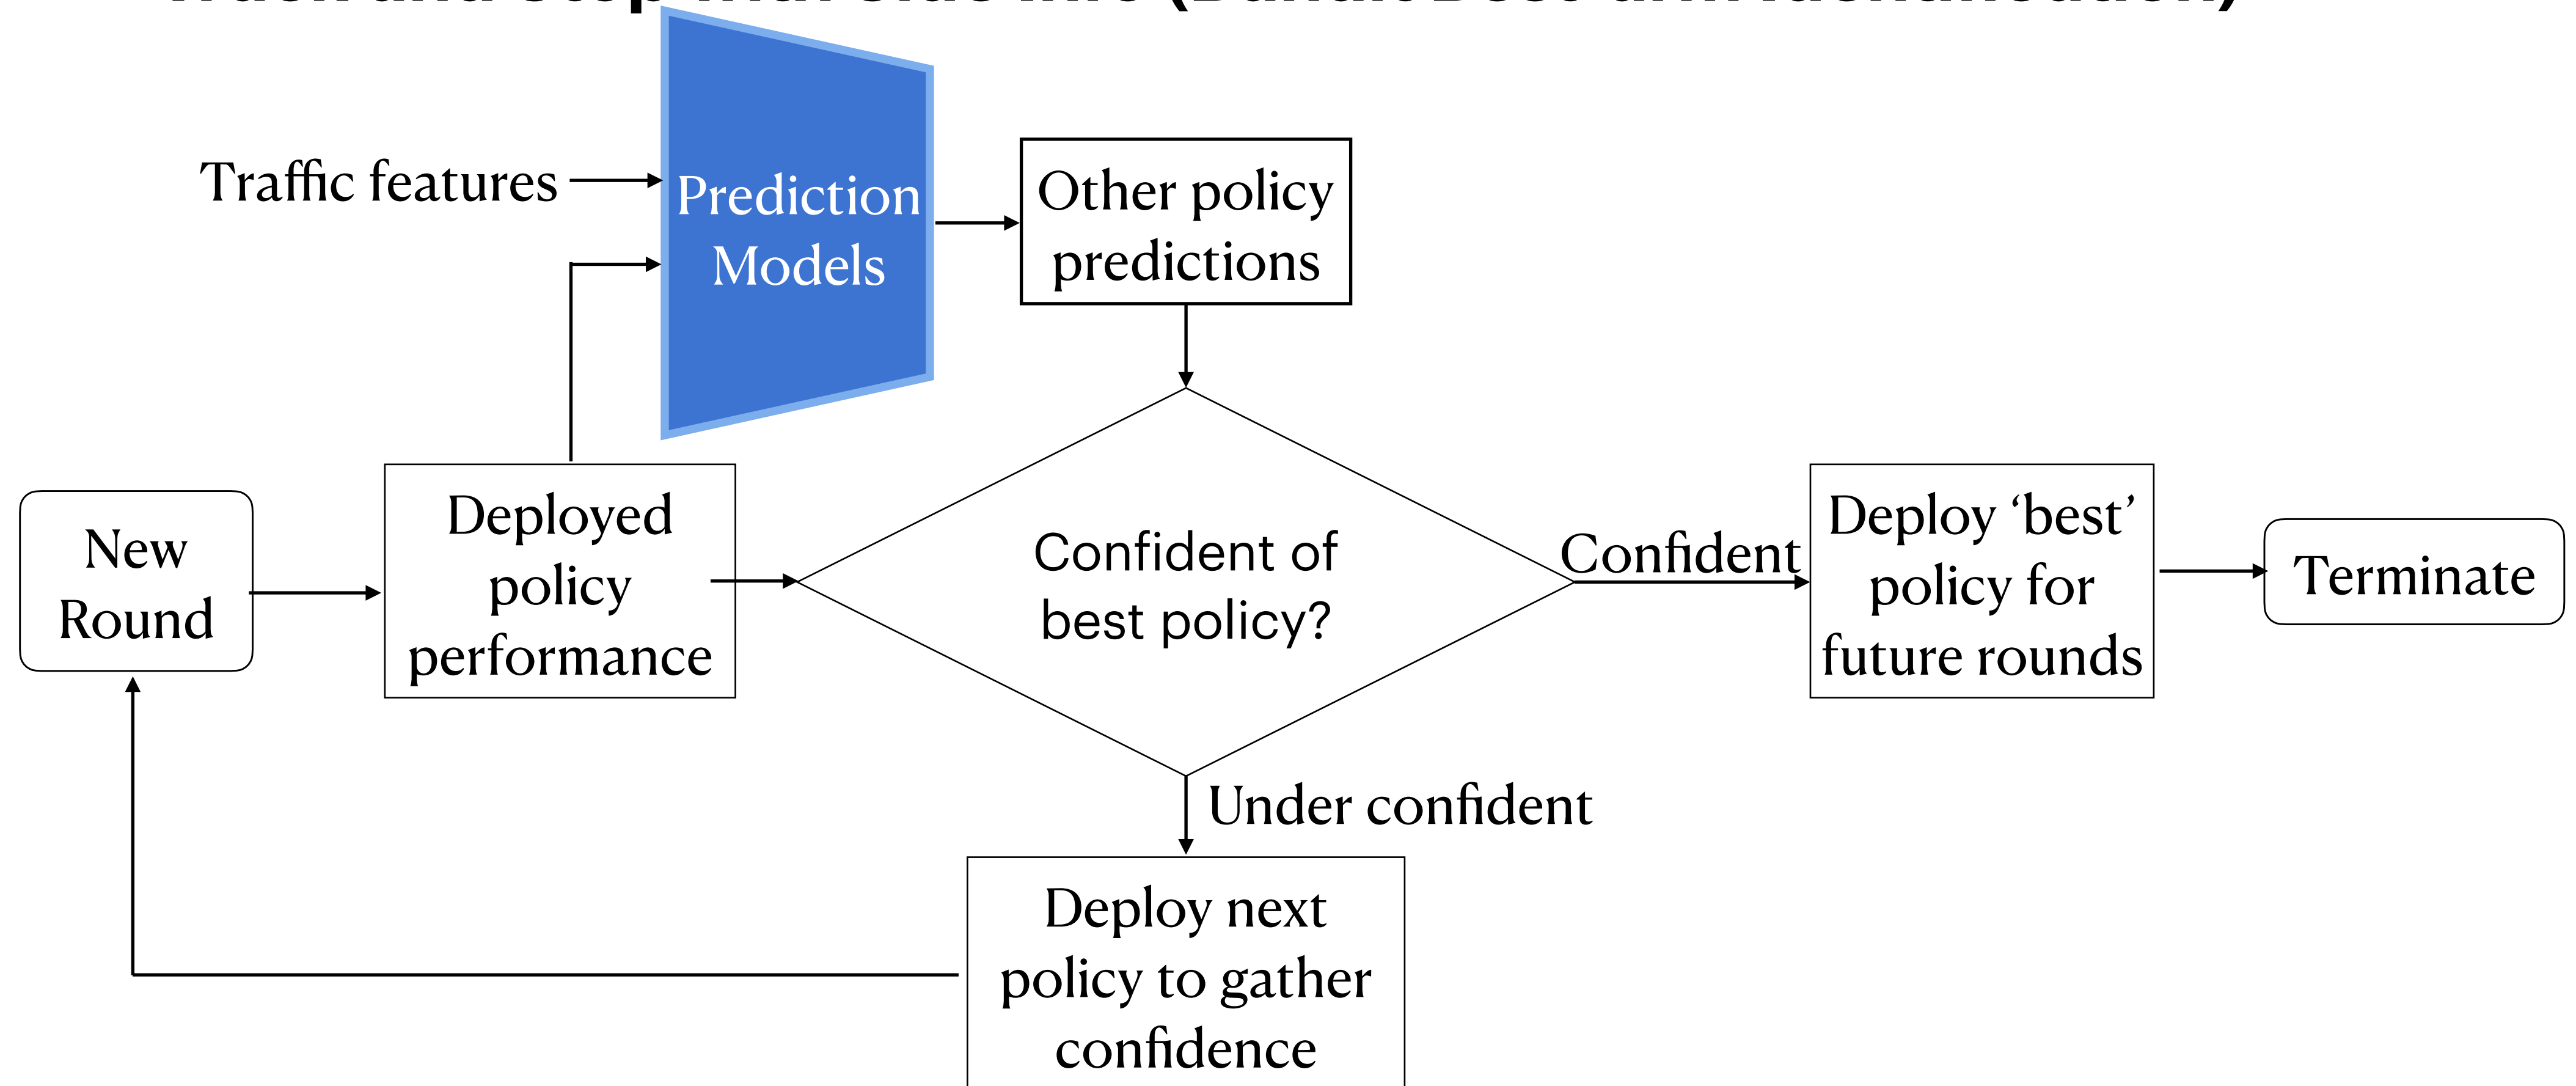 Traffic features
Prediction
Models
Other policy
predictions
New
Round
Deployed
policy
performance
Confident of
best policy?
Confident
Deploy ‘best’
policy for
future rounds
Terminate
Under confident
Deploy next
policy to gather
confidence